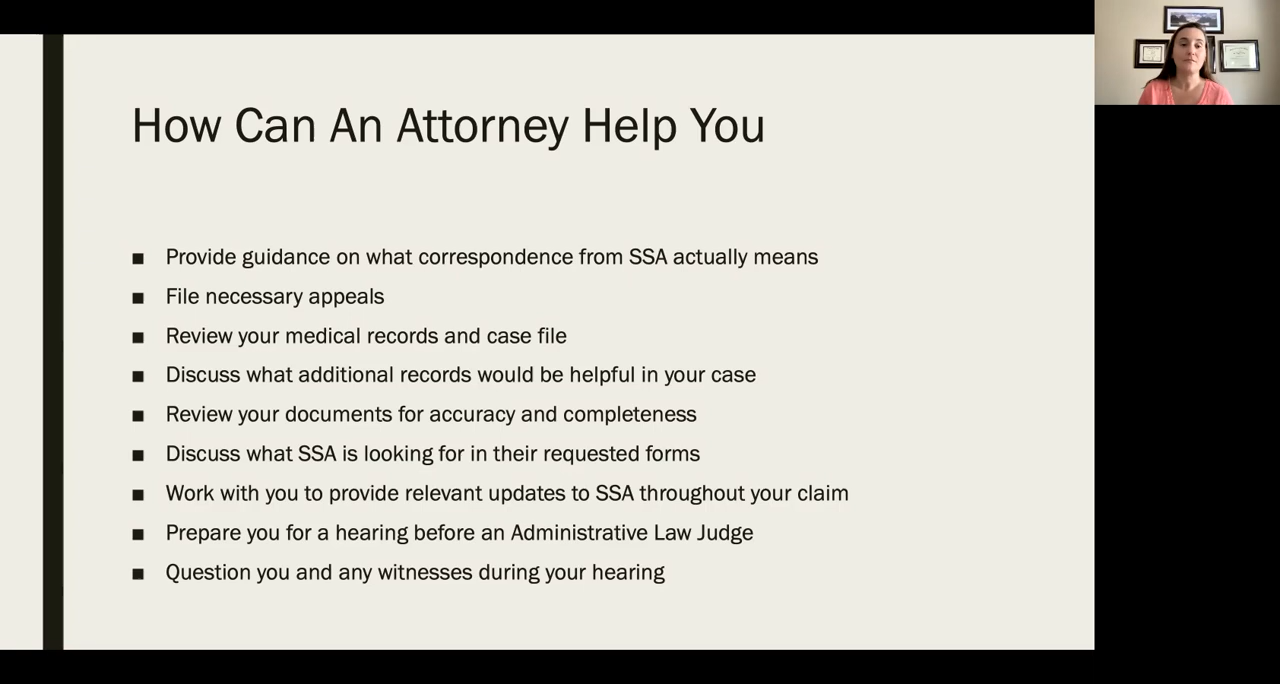 How Can An Attorney Help You
■ Provide guidance on what correspondence from SSA actually means
■ File necessary appeals
■ Review your medical records and case file
■ Discuss what additional records would be helpful in your case
■ Review your documents for accuracy and completeness
■ Discuss what SSA is looking for in their requested forms
■ Work with you to provide relevant updates to SSA throughout your claim
■ Prepare you for a hearing before an Administrative Law Judge
■ Question you and any witnesses during your hearing